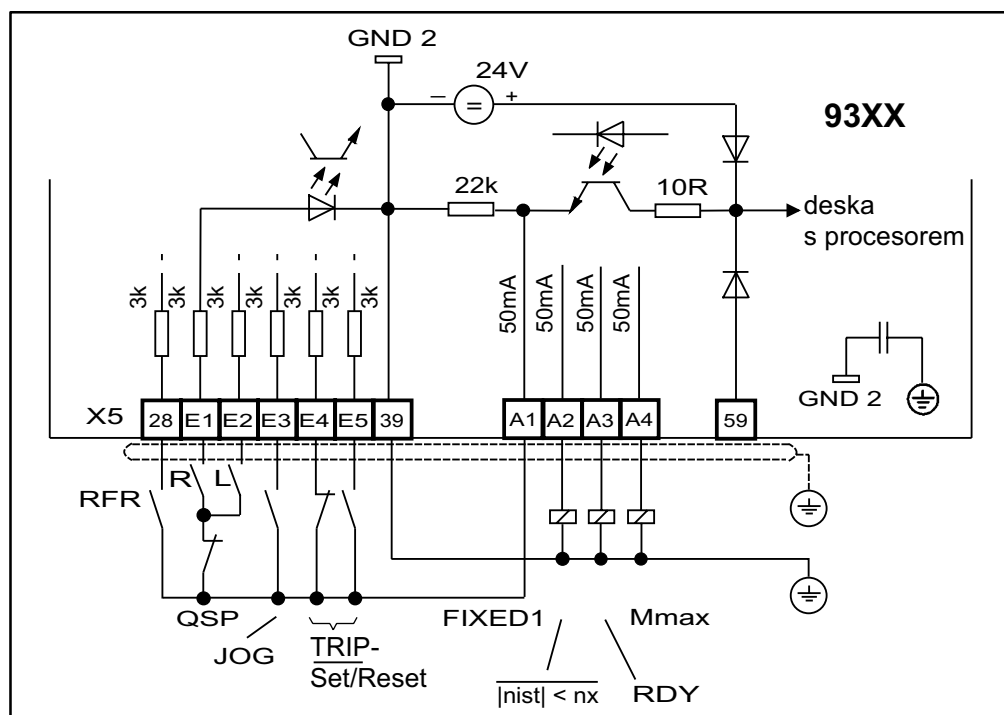 GND 2
24V
− = +
93XX
22k
10R
deska
s procesorem
3k 3k 3k 3k 3k 3k
50mA 50mA 50mA 50mA
GND 2
X5 28 E1 E2 E3 E4 E5 39 A1 A2 A3 A4 59
RFR R L
QSP
JOG
TRIP-
Set/Reset
FIXED1 Mmax
|nist| < nx RDY